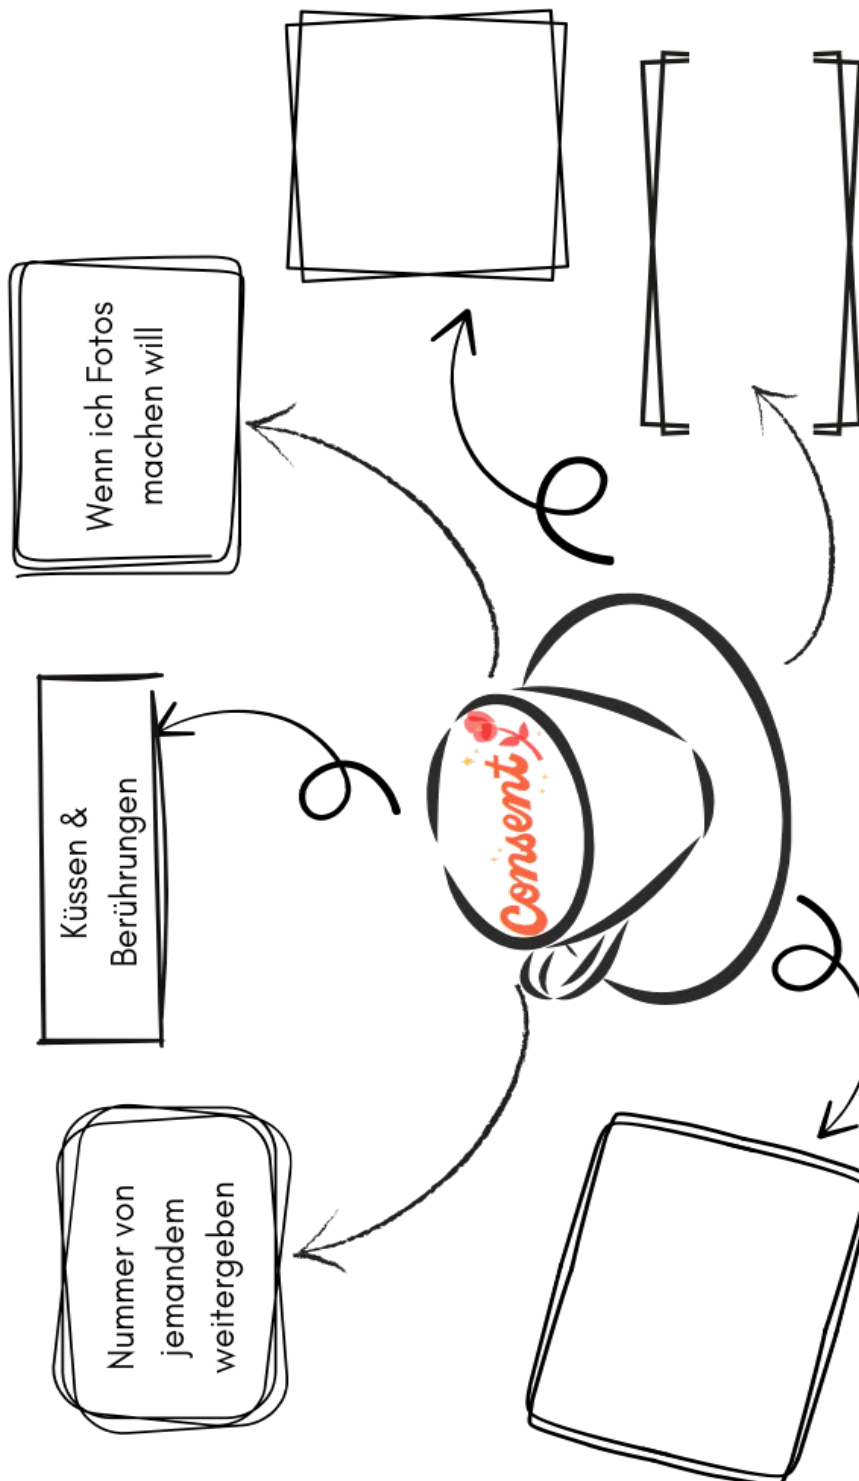 Nummer von
jemandem
weitergeben
Küssen &
Berührungen
Wenn ich Fotos
machen will
Consent